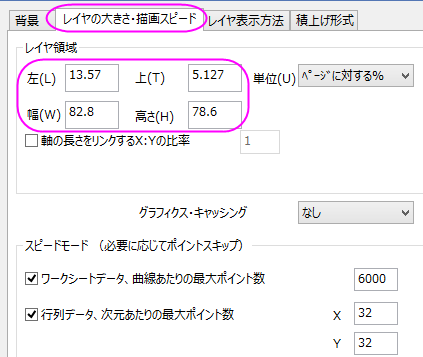 背景 レイヤの大きさ・描画スピード レイヤ表示方法 積上げ形式
レイヤ領域
左(L) 13.57 上(T) 5.127 単位(U) ﾍﾟｰｼﾞに対する%
幅(W) 82.8 高さ(H) 78.6
軸の長さをリンクするX:Yの比率 1
グラフィクス・キャッシング なし
スピードモード （必要に応じてポイントスキップ）
ワークシートデータ、曲線あたりの最大ポイント数 6000
行列データ、次元あたりの最大ポイント数 X 32
Y 32